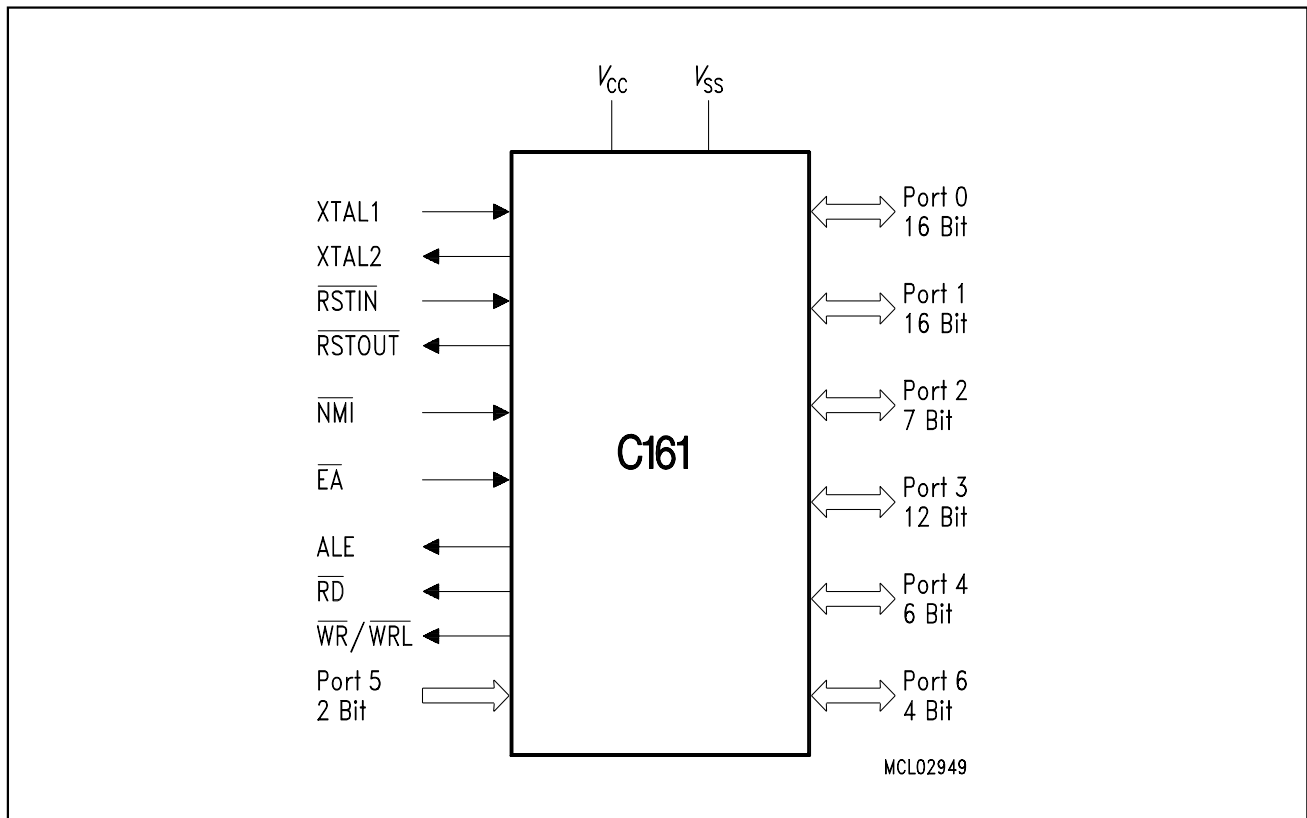 VCC VSS
XTAL1
XTAL2
RSTIN
RSTOUT
NMI
EA
ALE
RD
WR/WRL
Port 5
2 Bit
C161
Port 0
16 Bit
Port 1
16 Bit
Port 2
7 Bit
Port 3
12 Bit
Port 4
6 Bit
Port 6
4 Bit
MCL02949